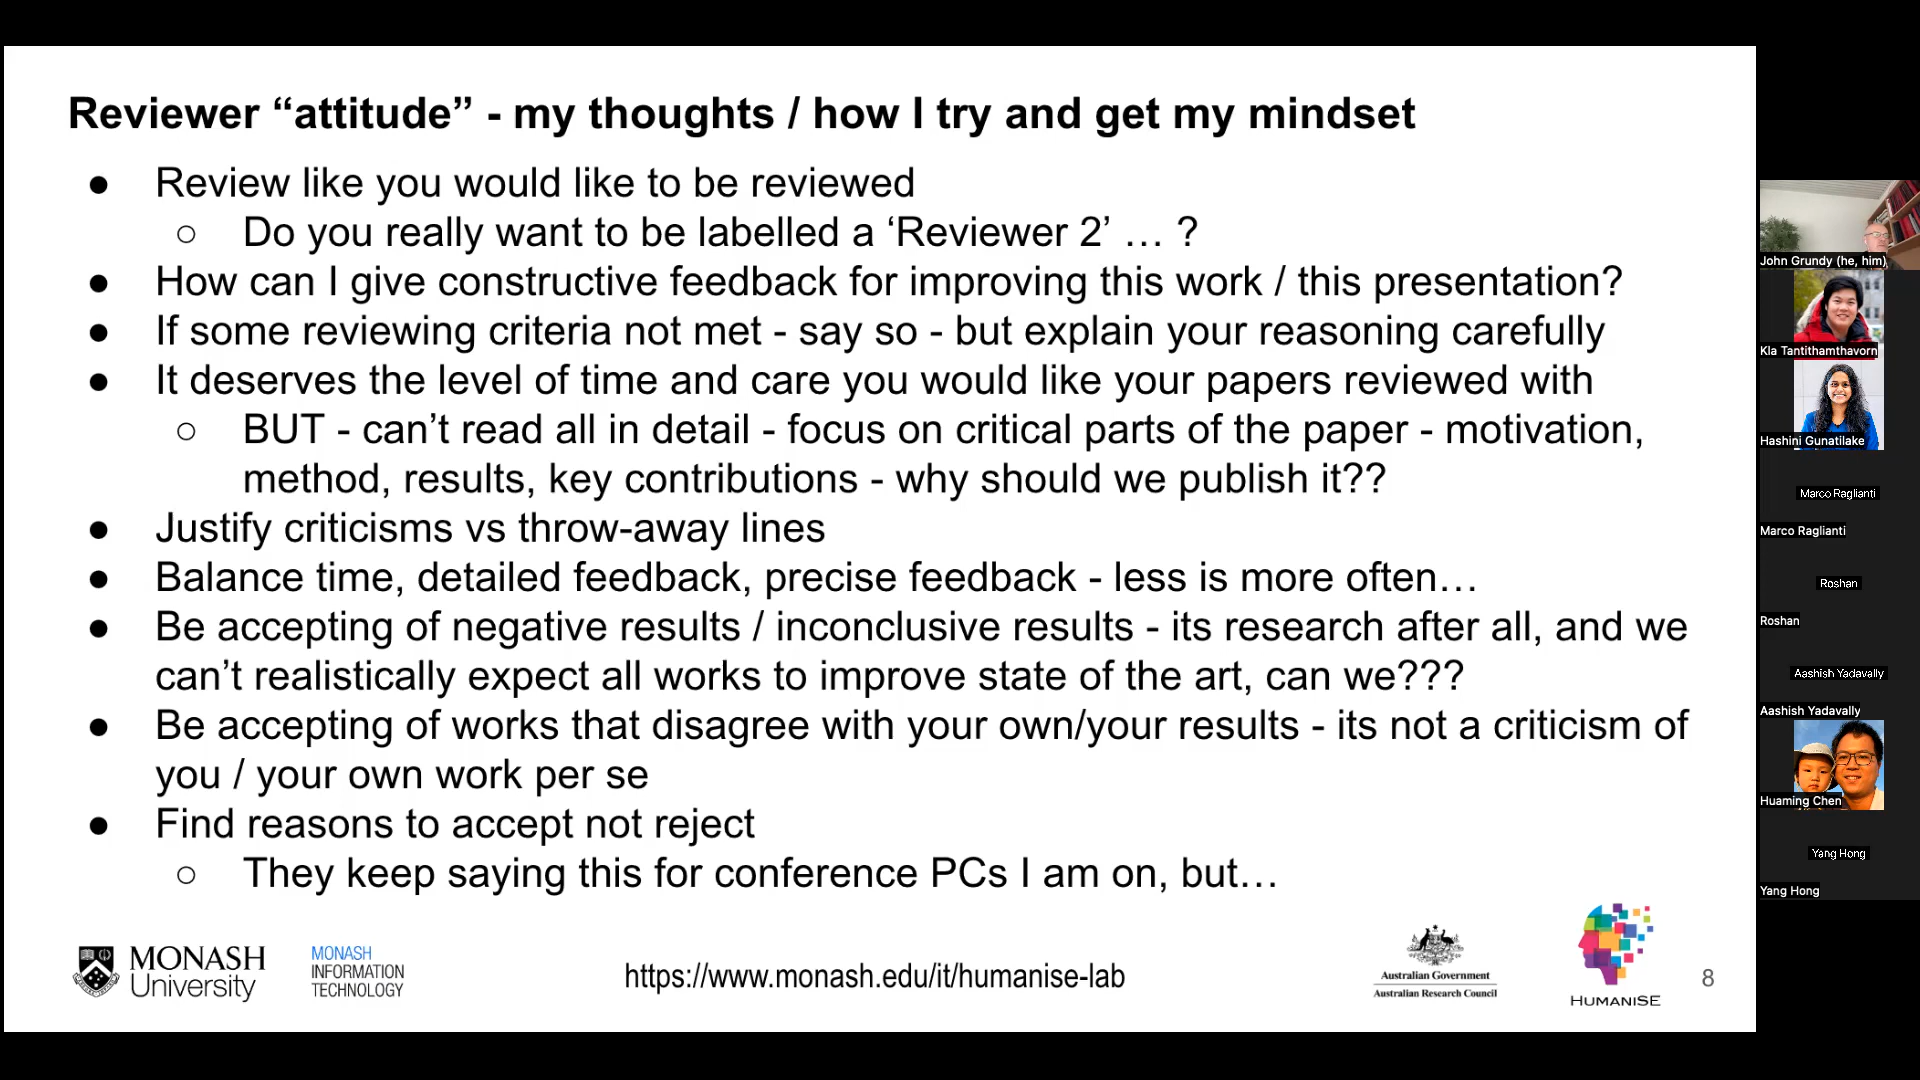 Reviewer “attitude” - my thoughts / how I try and get my mindset
● Review like you would like to be reviewed
○ Do you really want to be labelled a ‘Reviewer 2’ … ?
● How can I give constructive feedback for improving this work / this presentation?
● If some reviewing criteria not met - say so - but explain your reasoning carefully
● It deserves the level of time and care you would like your papers reviewed with
○ BUT - can’t read all in detail - focus on critical parts of the paper - motivation,
method, results, key contributions - why should we publish it??
● Justify criticisms vs throw-away lines
● Balance time, detailed feedback, precise feedback - less is more often…
● Be accepting of negative results / inconclusive results - its research after all, and we
can’t realistically expect all works to improve state of the art, can we???
● Be accepting of works that disagree with your own/your results - its not a criticism of
you / your own work per se
● Find reasons to accept not reject
○ They keep saying this for conference PCs I am on, but…
MONASH
University
MONASH
INFORMATION
TECHNOLOGY
https://www.monash.edu/it/humanise-lab
Australian Government
Australian Research Council
HUMANISE
8
John Grundy (he, him)
Kla Tantithamthavorn
Hashini Gunatilake
Marco Raglianti
Marco Raglianti
Roshan
Roshan
Aashish Yadavally
Aashish Yadavally
Huaming Chen
Yang Hong
Yang Hong